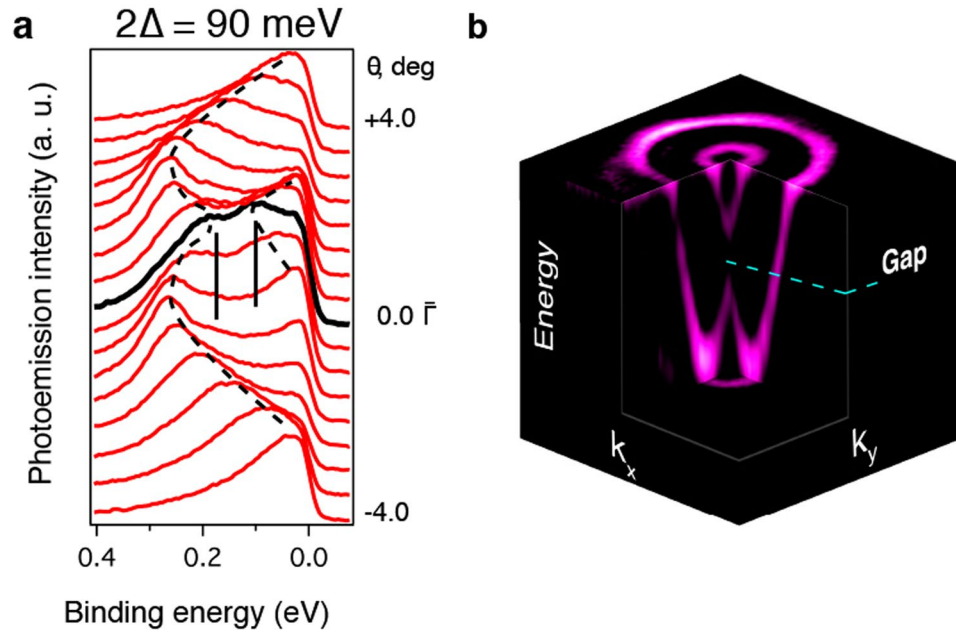 a
2Δ = 90 meV
Photoemission intensity (a. u.)
θ, deg
+4.0
0.0 Γ̄
-4.0
0.4
0.2
0.0
Binding energy (eV)
b
Energy
Gap
kx
ky